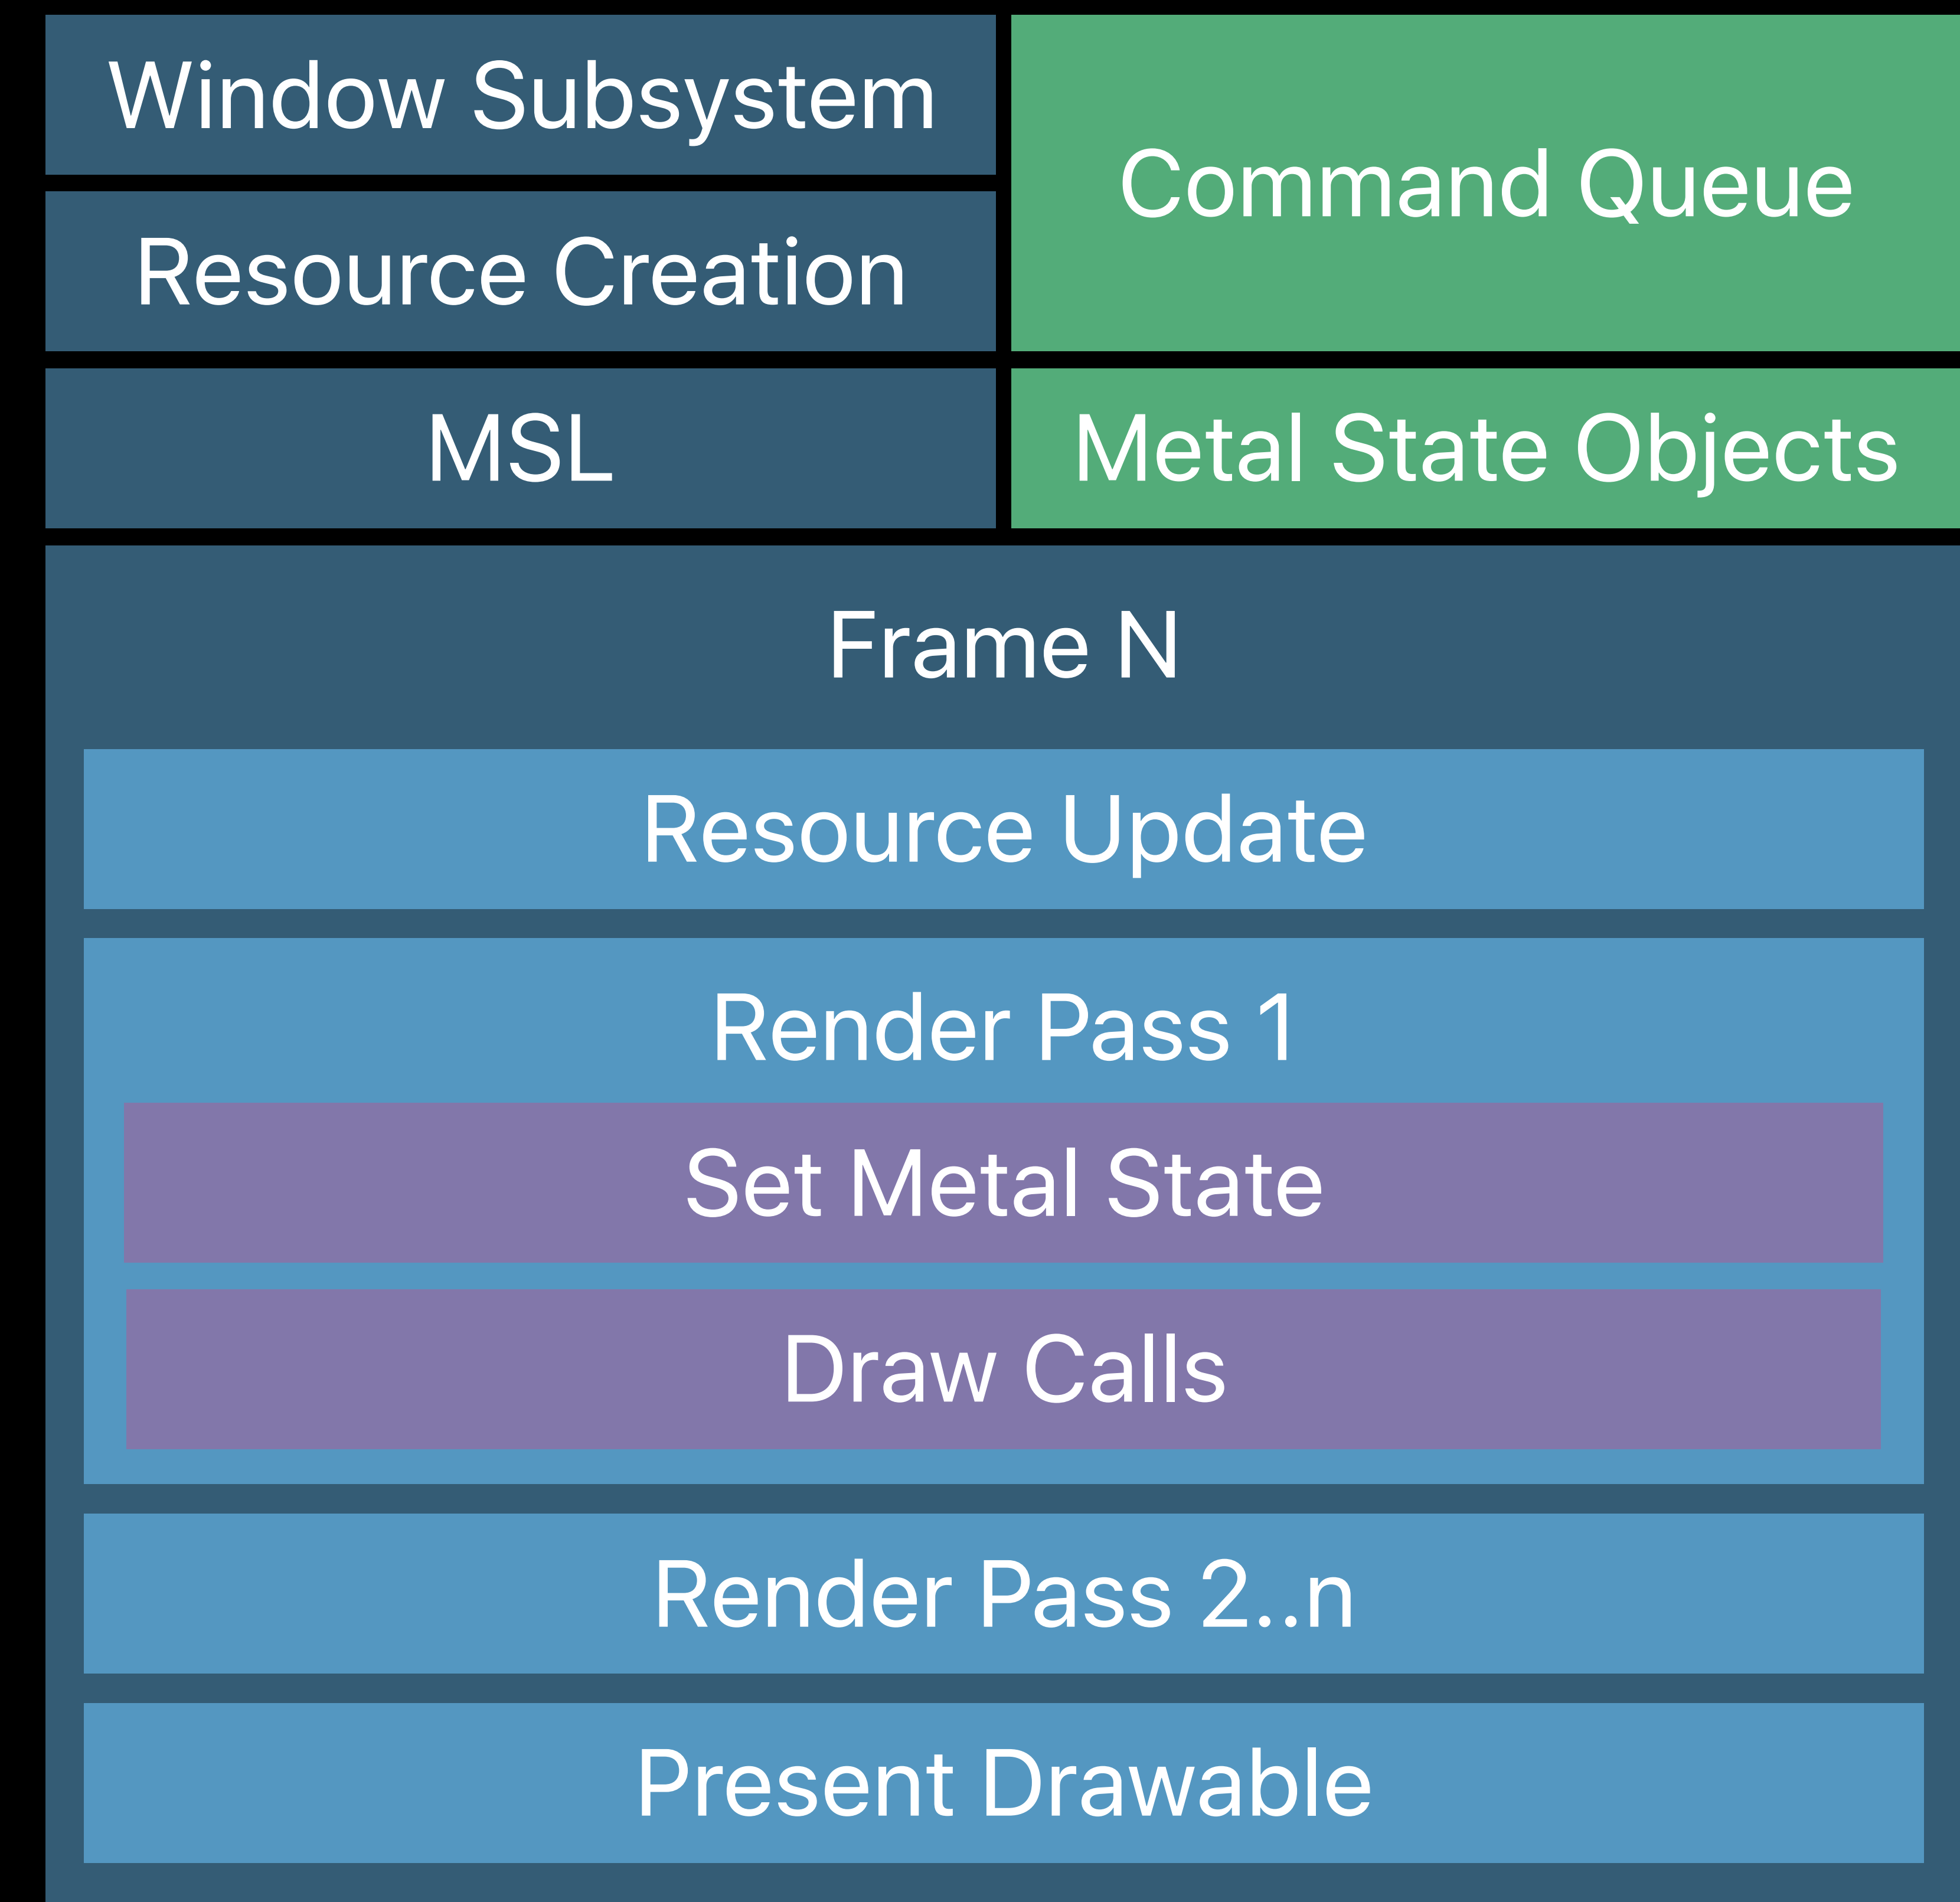 Window Subsystem
Command Queue
Resource Creation
MSL
Metal State Objects
Frame N
Resource Update
Render Pass 1
Set Metal State
Draw Calls
Render Pass 2..n
Present Drawable